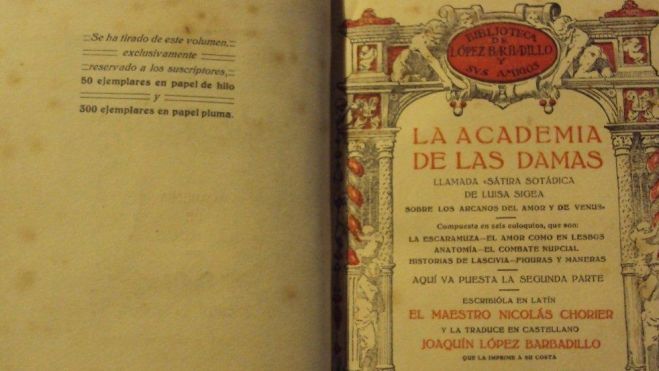 Se ha tirado de este volumen,
exclusivamente
reservado a los suscriptores,
50 ejemplares en papel de hilo
y
300 ejemplares en papel pluma.
BIBLIOTECA
DE
LÓPEZ BARBADILLO
Y
SUS AMIGOS
LA ACADEMIA
DE LAS DAMAS
LLAMADA «SÁTIRA SOTÁDICA
DE LUISA SIGEA
SOBRE LOS ARCANOS DEL AMOR Y DE VENUS»
Compuesta en seis coloquios, que son:
LA ESCARAMUZA—EL AMOR COMO EN LESBOS
ANATOMÍA—EL COMBATE NUPCIAL
HISTORIAS DE LASCIVIA—FIGURAS Y MANERAS
AQUÍ VA PUESTA LA SEGUNDA PARTE
ESCRIBIÓLA EN LATÍN
EL MAESTRO NICOLÁS CHORIER
Y LA TRADUCE EN CASTELLANO
JOAQUÍN LÓPEZ BARBADILLO
QUE LA IMPRIME A SU COSTA